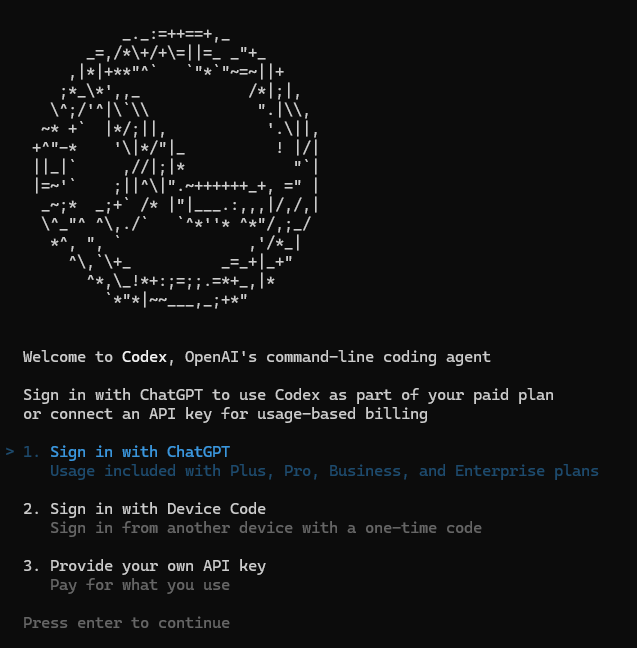 Welcome to Codex, OpenAI's command-line coding agent
Sign in with ChatGPT to use Codex as part of your paid plan
or connect an API key for usage-based billing
> 1. Sign in with ChatGPT
Usage included with Plus, Pro, Business, and Enterprise plans
2. Sign in with Device Code
Sign in from another device with a one-time code
3. Provide your own API key
Pay for what you use
Press enter to continue